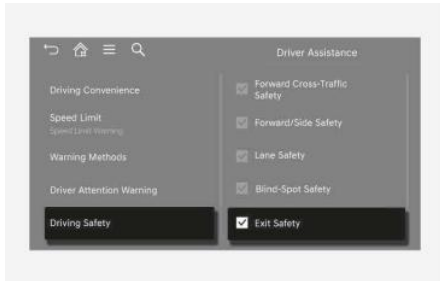 Driver Assistance
Driving Convenience
Speed Limit
Speed Limit Warning
Warning Methods
Driver Attention Warning
Driving Safety
Forward Cross-Traffic
Safety
Forward/Side Safety
Lane Safety
Blind-Spot Safety
Exit Safety